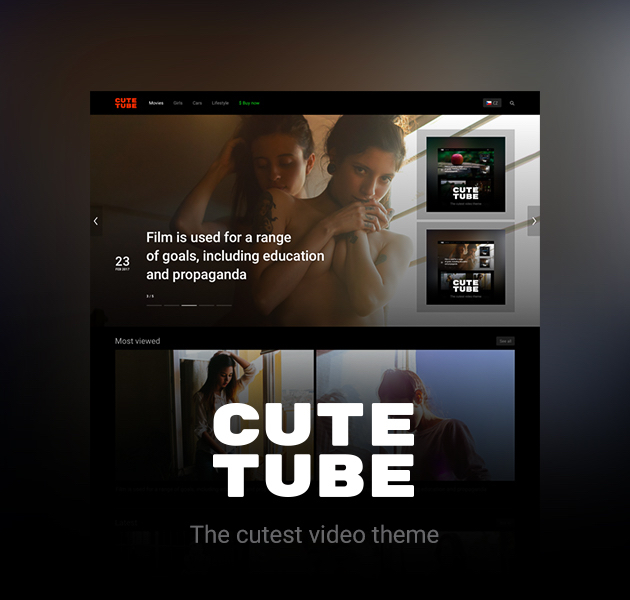 CUTE
TUBE
Movies Girls Cars Lifestyle $ Buy now
CZ
CUTE
TUBE
The cutest video theme
Film is used for a range
of goals, including education
and propaganda
23
FEB 2017
CUTE
TUBE
The cutest video theme
Most viewed
See all
CUTE
TUBE
The cutest video theme